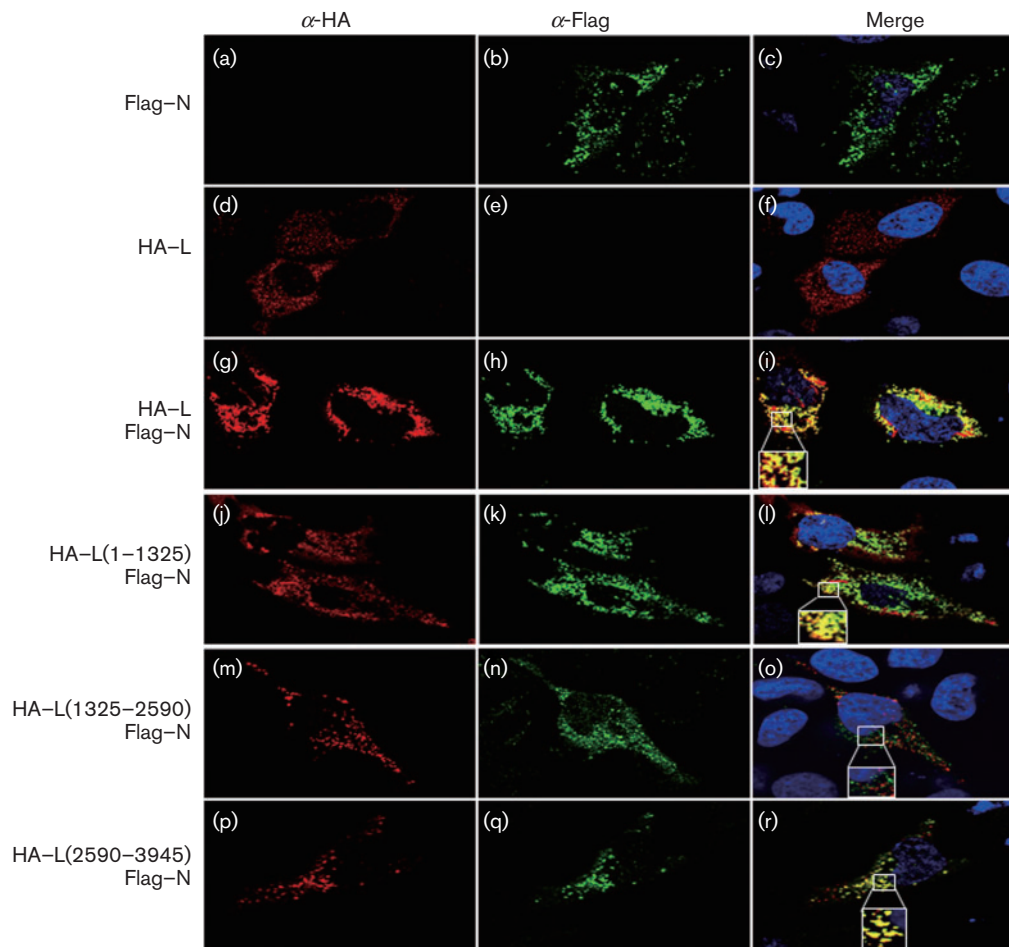 α-HA α-Flag Merge
Flag–N (a) (b) (c)
HA–L (d) (e) (f)
HA–L
Flag–N (g) (h) (i)
HA–L(1–1325)
Flag–N (j) (k) (l)
HA–L(1325–2590)
Flag–N (m) (n) (o)
HA–L(2590–3945)
Flag–N (p) (q) (r)